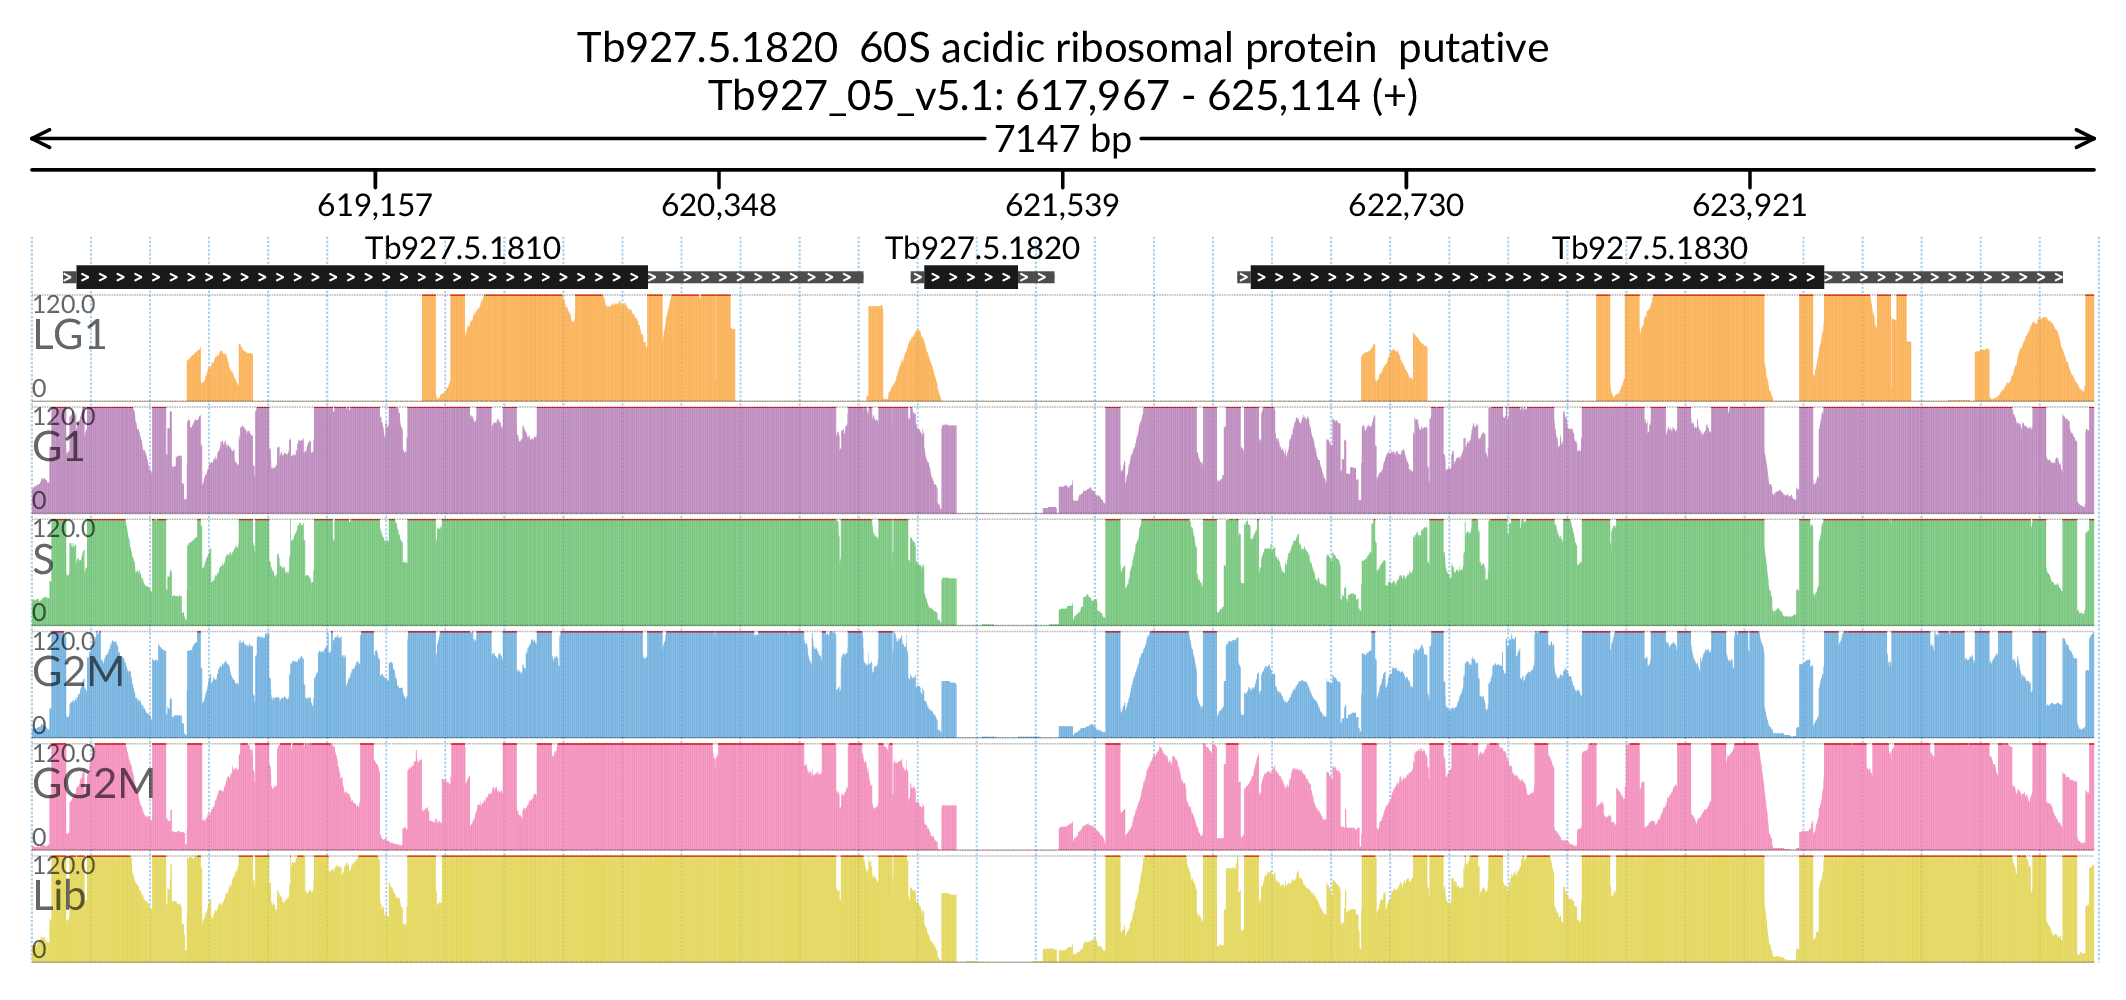 Tb927.5.1820  60S acidic ribosomal protein  putative
Tb927_05_v5.1: 617,967 - 625,114 (+)
7147 bp
619,157 620,348 621,539 622,730 623,921
Tb927.5.1810 Tb927.5.1820 Tb927.5.1830
120.0
LG1
0
120.0
G1
0
120.0
S
0
120.0
G2M
0
120.0
GG2M
0
120.0
Lib
0